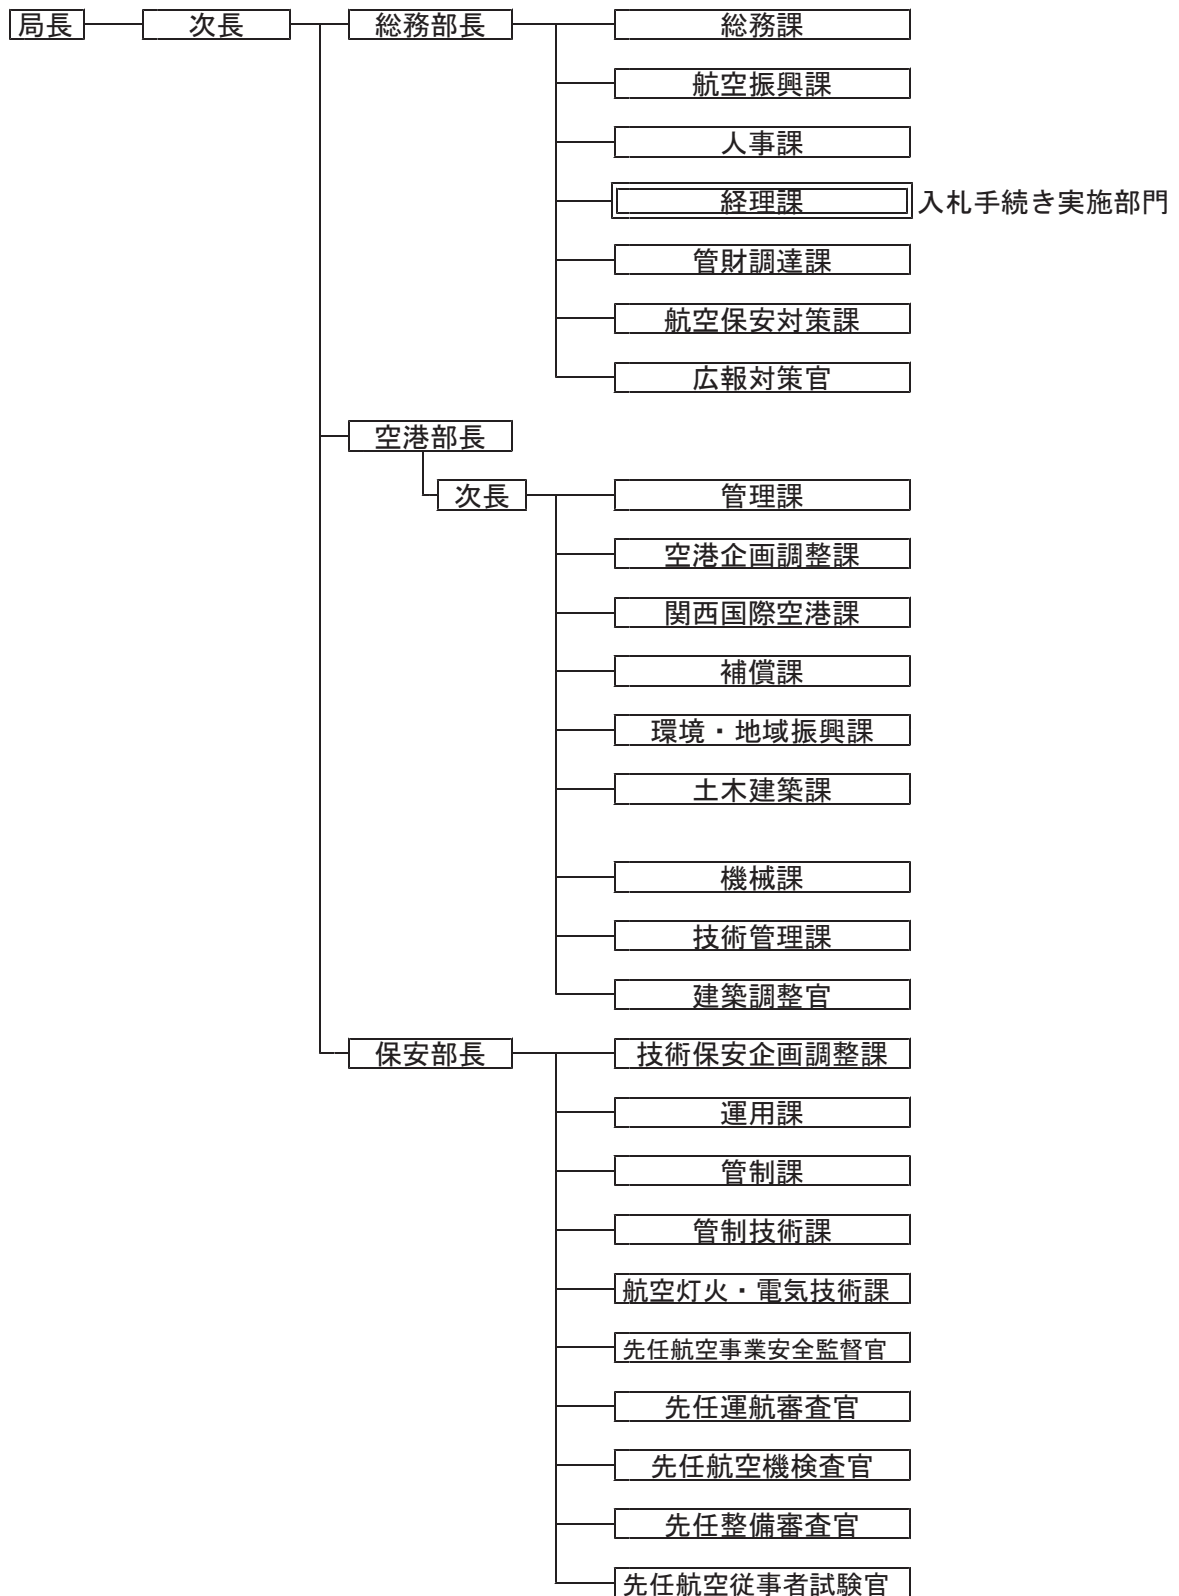 局長 次長 総務部長 総務課
航空振興課
人事課
経理課 入札手続き実施部門
管財調達課
航空保安対策課
広報対策官
空港部長
次長 管理課
空港企画調整課
関西国際空港課
補償課
環境・地域振興課
土木建築課
機械課
技術管理課
建築調整官
保安部長 技術保安企画調整課
運用課
管制課
管制技術課
航空灯火・電気技術課
先任航空事業安全監督官
先任運航審査官
先任航空機検査官
先任整備審査官
先任航空従事者試験官